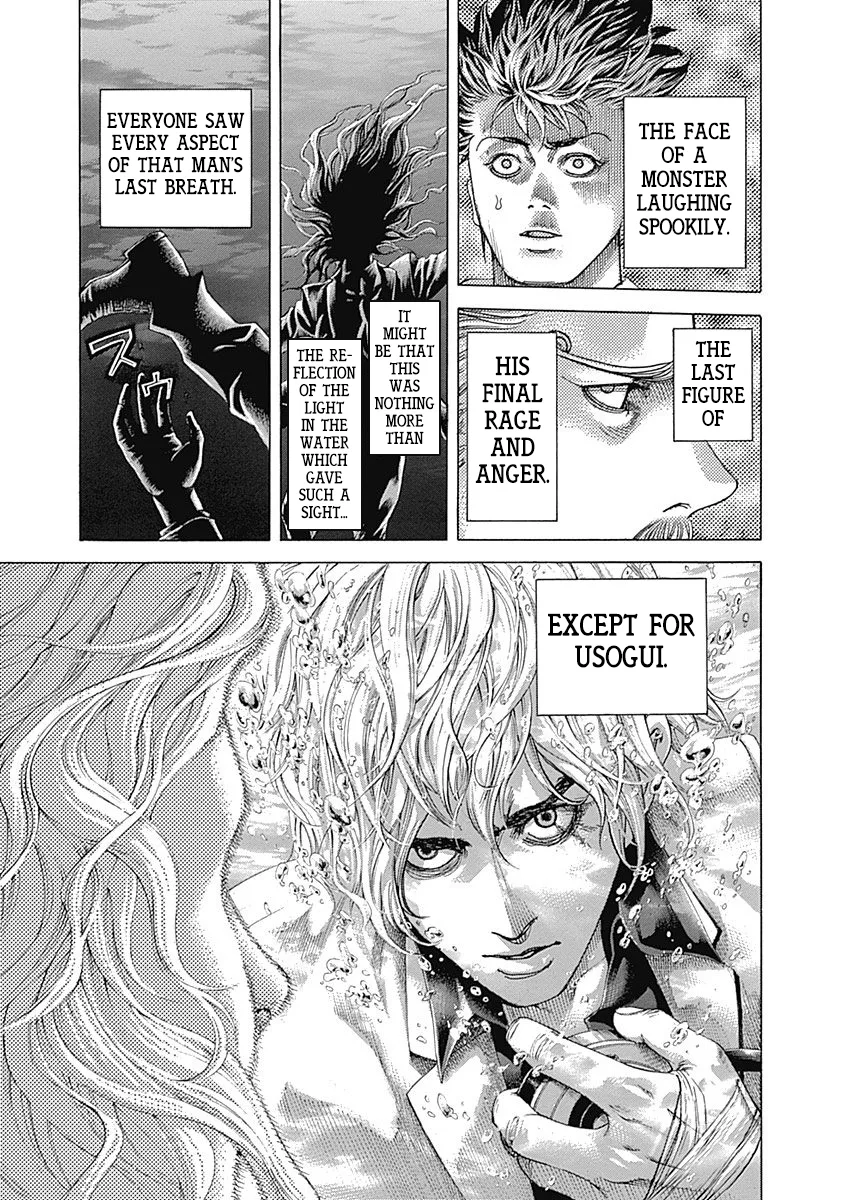 THE FACE
OF A
MONSTER
LAUGHING
SPOOKILY.
THE
LAST
FIGURE
OF
HIS
FINAL
RAGE
AND
ANGER.
IT
MIGHT
BE THAT
THIS
WAS
NOTHING
MORE
THAN
THE RE-
FLECTION
OF THE
LIGHT
IN THE
WATER
WHICH
GAVE
SUCH A
SIGHT...
EVERYONE SAW
EVERY ASPECT
OF THAT MAN'S
LAST BREATH.
スゥ
EXCEPT FOR
USOGUI.